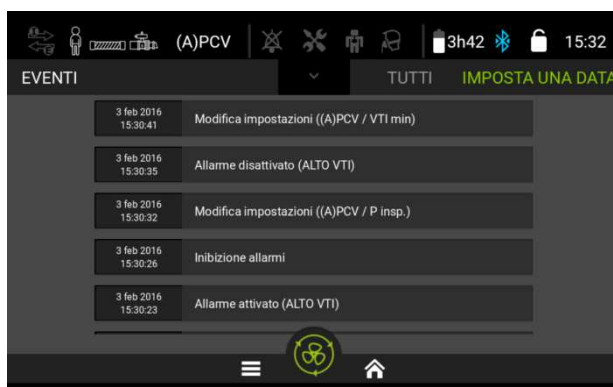 (A)PCV 3h42 15:32
EVENTI TUTTI IMPOSTA UNA DATA
3 feb 2016
15:30:41
Modifica impostazioni ((A)PCV / VTI min)
3 feb 2016
15:30:35
Allarme disattivato (ALTO VTI)
3 feb 2016
15:30:32
Modifica impostazioni ((A)PCV / P insp.)
3 feb 2016
15:30:26
Inibizione allarmi
3 feb 2016
15:30:23
Allarme attivato (ALTO VTI)